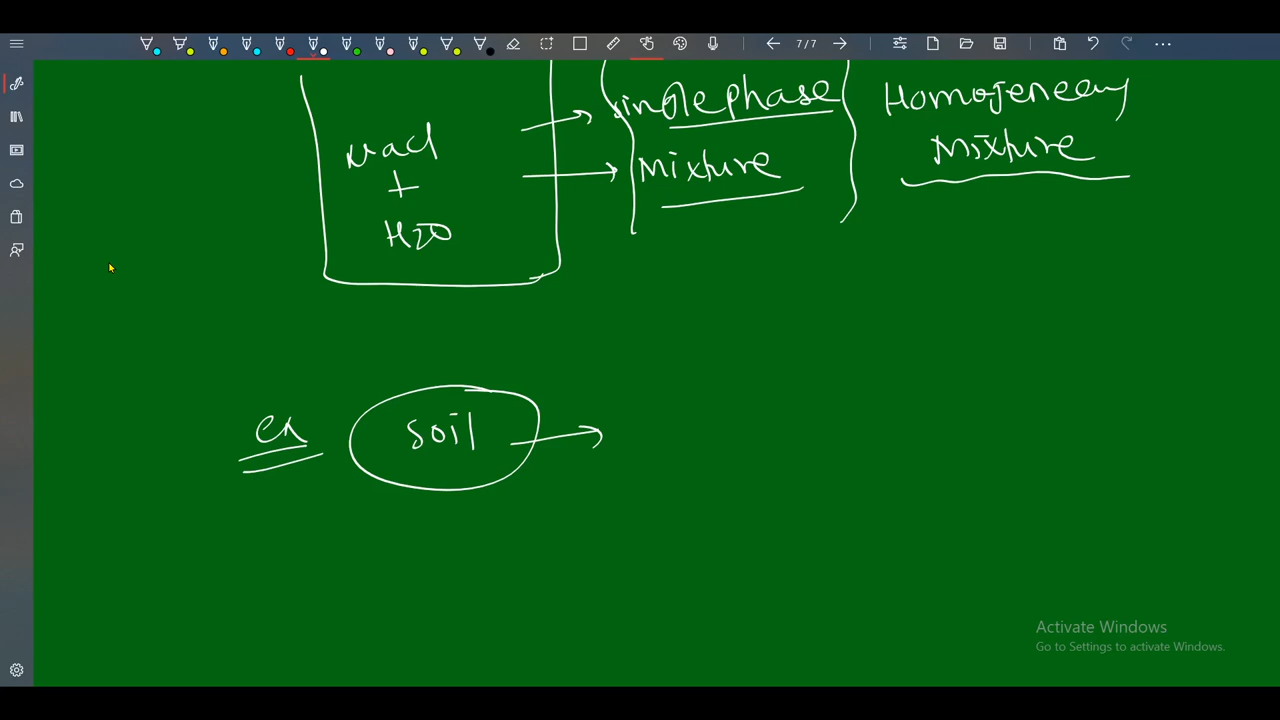 7/7
single phase
Homogeneous
Nacl
Mixture
Mixture
+
H2O
ex
soil
Activate Windows
Go to Settings to activate Windows.